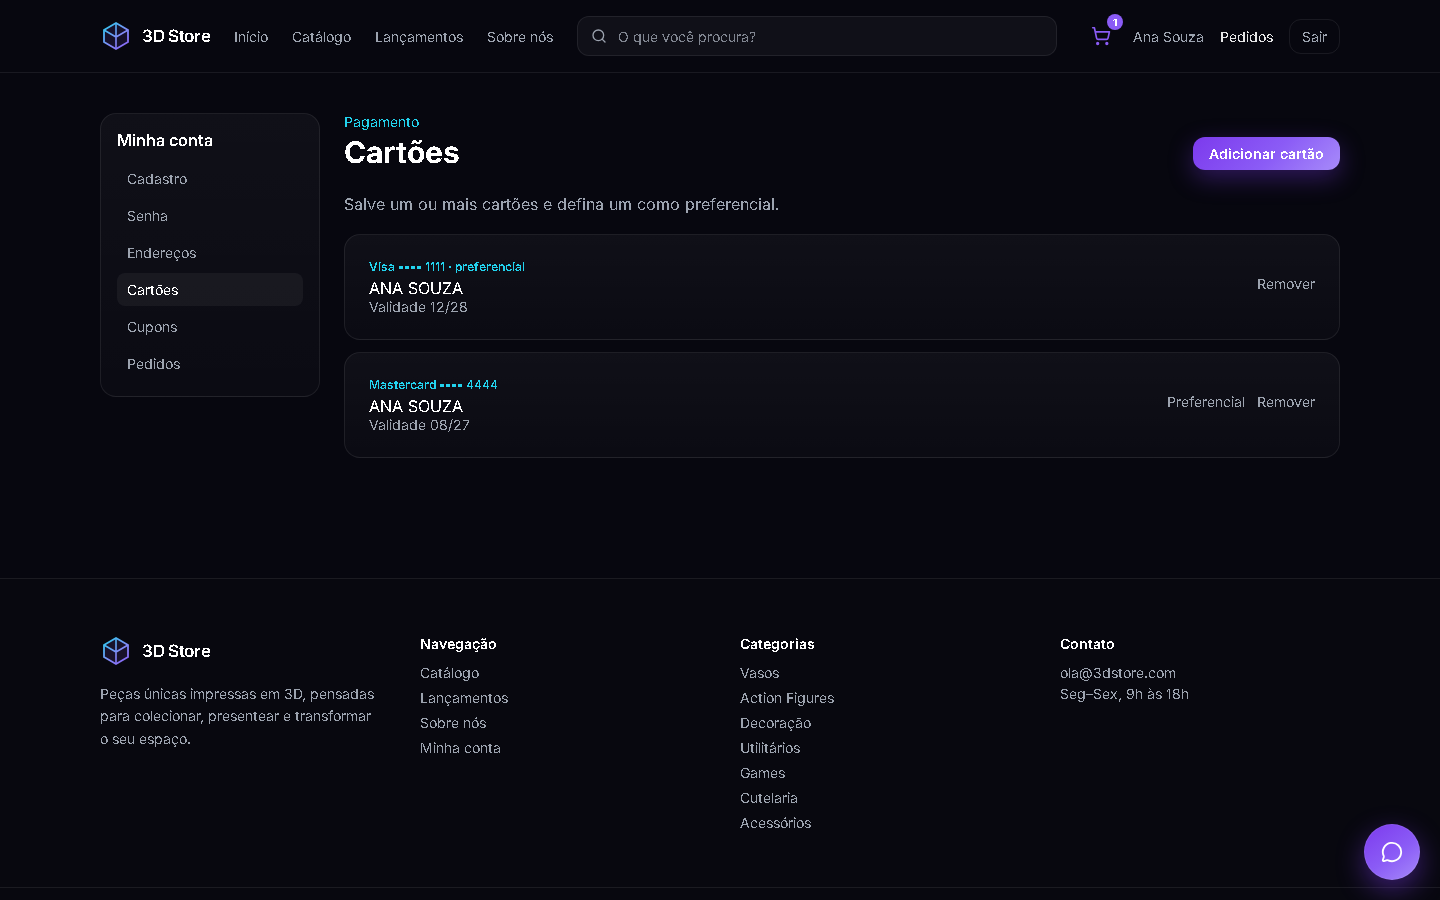 3D Store
Início
Catálogo
Lançamentos
Sobre nós
O que você procura?
1
Ana Souza
Pedidos
Sair
Minha conta
Cadastro
Senha
Endereços
Cartões
Cupons
Pedidos
Pagamento
Cartões
Adicionar cartão
Salve um ou mais cartões e defina um como preferencial.
Visa •••• 1111 · preferencial
ANA SOUZA
Validade 12/28
Remover
Mastercard •••• 4444
ANA SOUZA
Validade 08/27
Preferencial
Remover
3D Store
Peças únicas impressas em 3D, pensadas
para colecionar, presentear e transformar
o seu espaço.
Navegação
Catálogo
Lançamentos
Sobre nós
Minha conta
Categorias
Vasos
Action Figures
Decoração
Utilitários
Games
Cutelaria
Acessórios
Contato
ola@3dstore.com
Seg–Sex, 9h às 18h